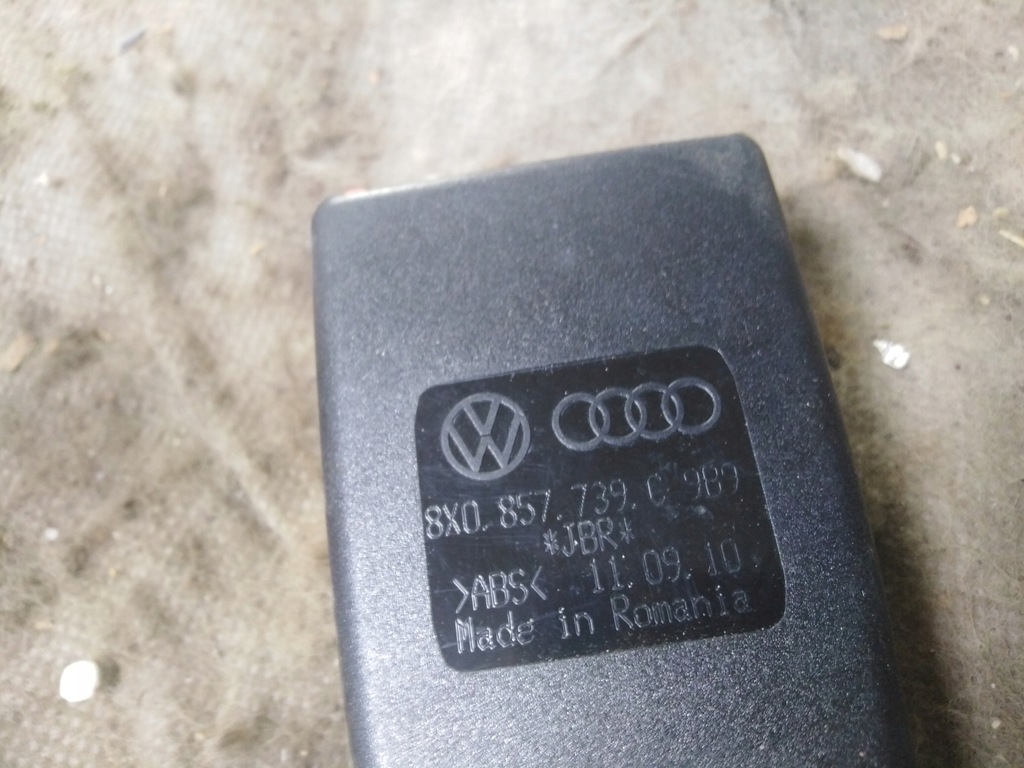 8X0.857.739.C 9B9
*JBR*
>ABS< 11.09.10
Made in Romania